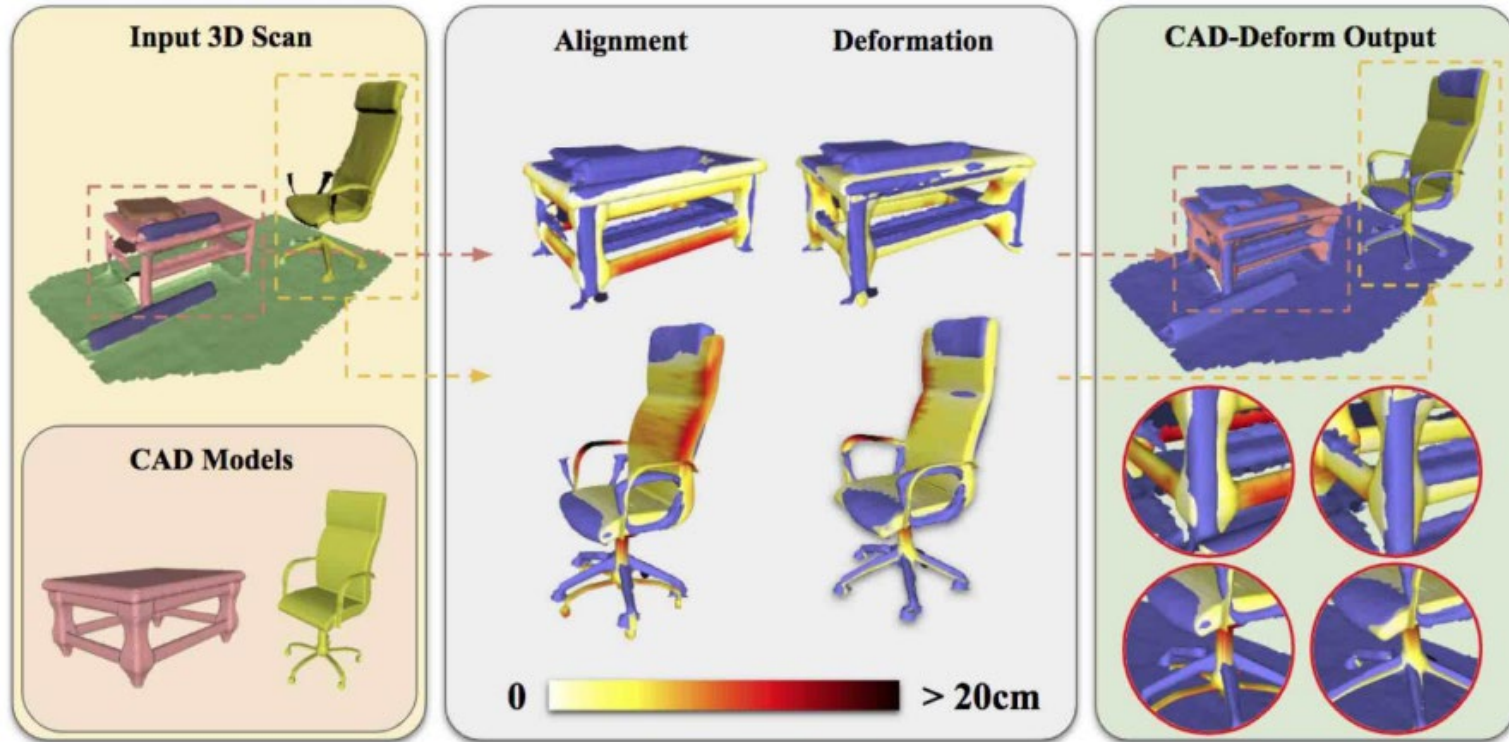 Input 3D Scan
CAD Models
Alignment
Deformation
0
> 20cm
CAD-Deform Output